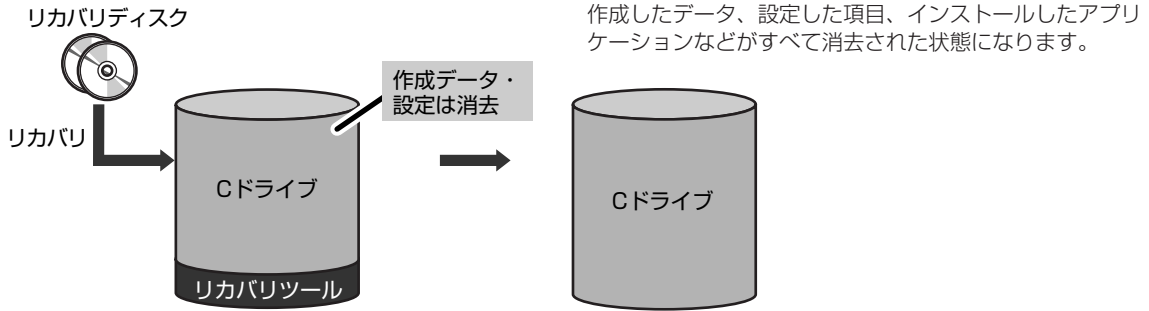 リカバリディスク
作成したデータ、設定した項目、インストールしたアプリ
ケーションなどがすべて消去された状態になります。
作成データ・
設定は消去
リカバリ
Cドライブ
Cドライブ
リカバリツール